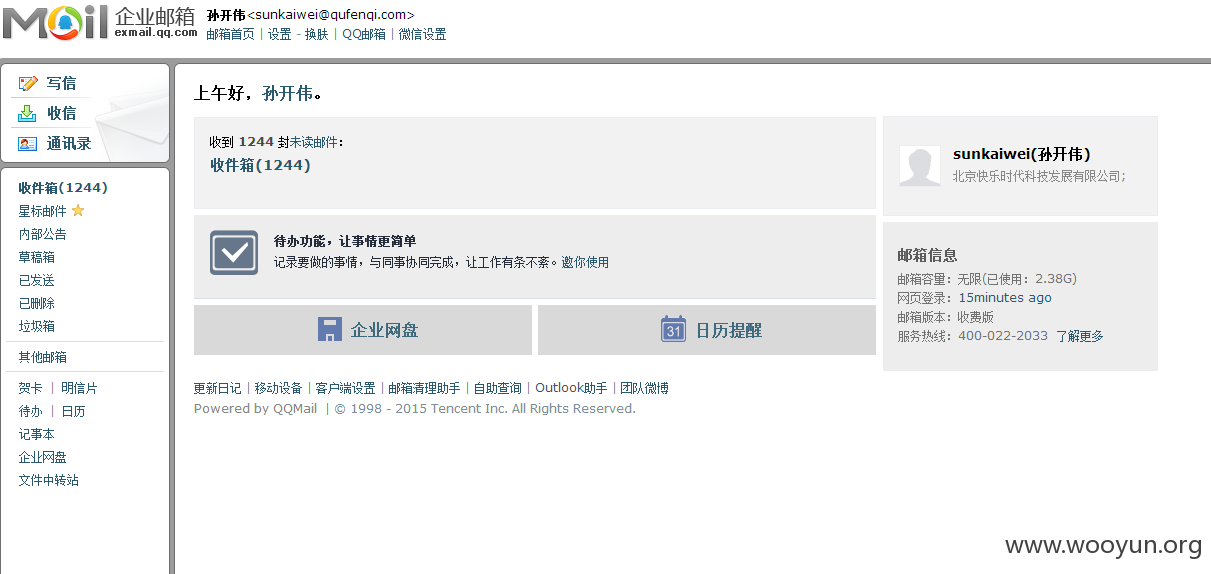 Mail 企业邮箱
exmail.qq.com
孙开伟<sunkaiwei@qufenqi.com>
邮箱首页 | 设置 - 换肤 | QQ邮箱 | 微信设置
写信
收信
通讯录
收件箱(1244)
星标邮件
内部公告
草稿箱
已发送
已删除
垃圾箱
其他邮箱
贺卡 | 明信片
待办 | 日历
记事本
企业网盘
文件中转站
上午好，孙开伟。
收到 1244 封未读邮件：
收件箱(1244)
待办功能，让事情更简单
记录要做的事情，与同事协同完成，让工作有条不紊。邀你使用
企业网盘
31 日历提醒
sunkaiwei(孙开伟)
北京快乐时代科技发展有限公司；
邮箱信息
邮箱容量：无限(已使用：2.38G)
网页登录：15minutes ago
邮箱版本：收费版
服务热线：400-022-2033 了解更多
更新日记 | 移动设备 | 客户端设置 | 邮箱清理助手 | 自助查询 | Outlook助手 | 团队微博
Powered by QQMail | © 1998 - 2015 Tencent Inc. All Rights Reserved.
www.wooyun.org